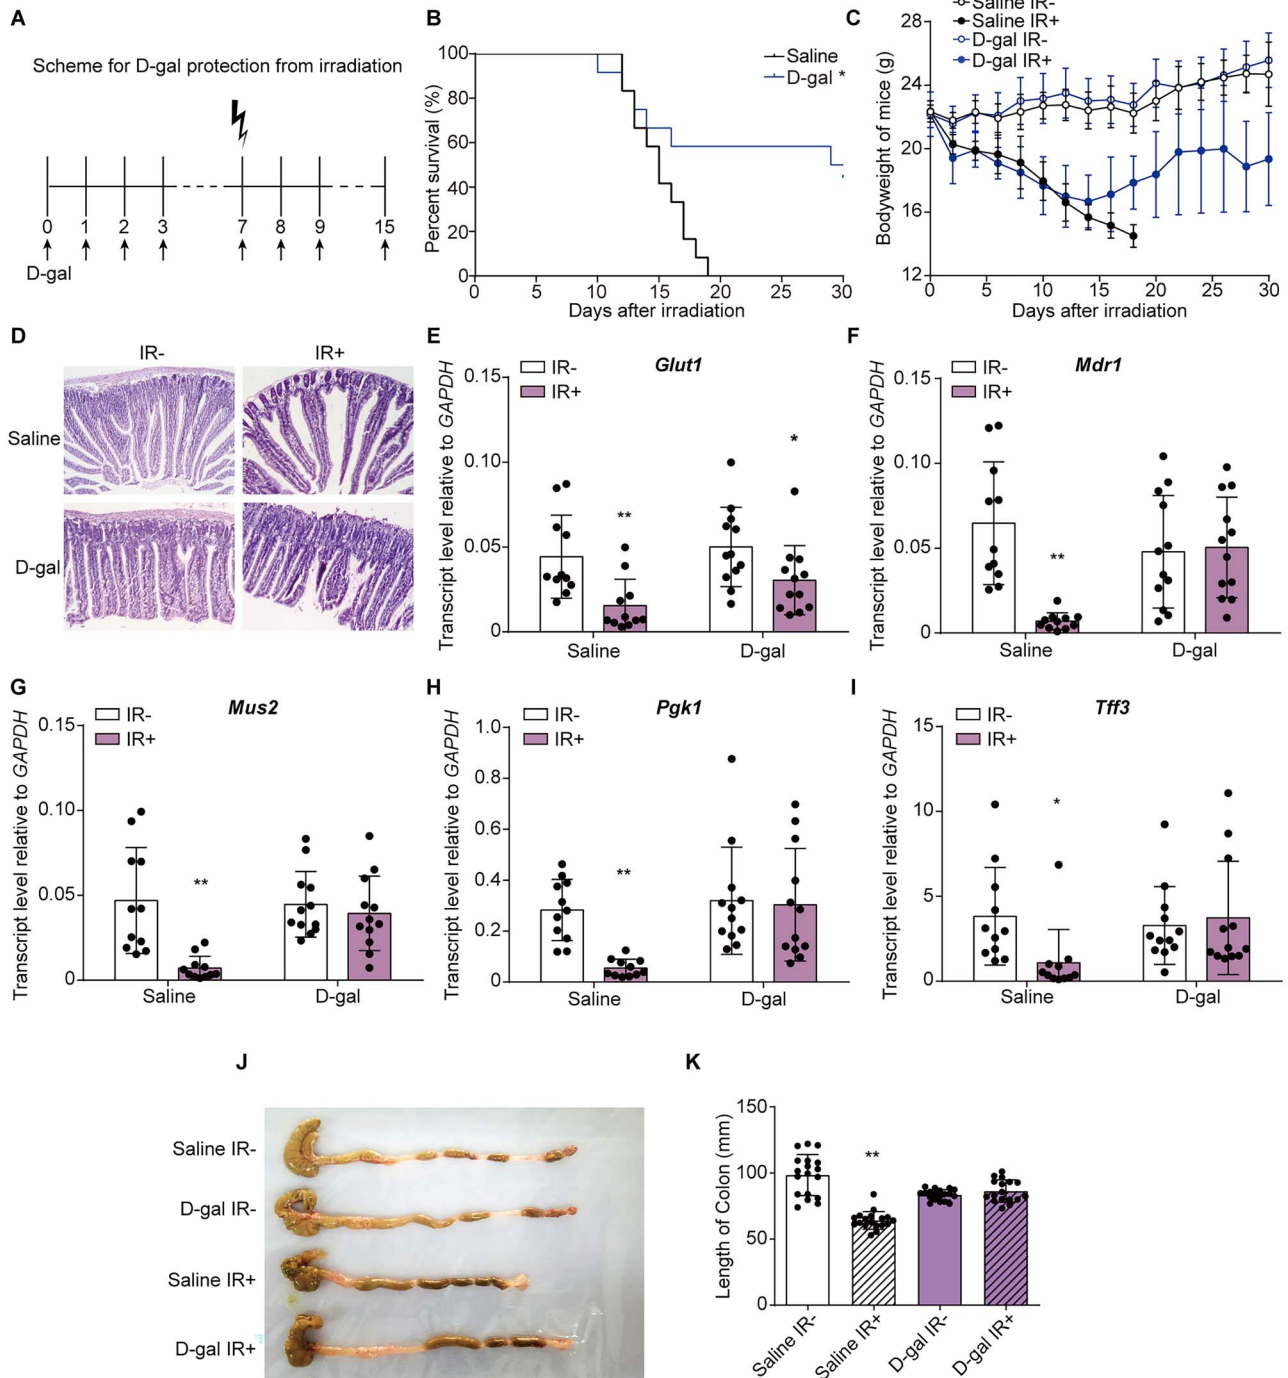 A
Scheme for D-gal protection from irradiation
0 1 2 3 7 8 9 15
D-gal
B
Percent survival (%)
100
80
60
40
20
0
0 5 10 15 20 25 30
Days after irradiation
Saline
D-gal *
C
Bodyweight of mice (g)
28
24
20
16
12
0 5 10 15 20 25 30
Days after irradiation
Saline IR-
Saline IR+
D-gal IR-
D-gal IR+
D
IR- IR+
Saline
D-gal
E
Glut1
IR-
IR+
Transcript level relative to GAPDH
0.15
0.10
0.05
0
**
*
Saline D-gal
F
Mdr1
IR-
IR+
Transcript level relative to GAPDH
0.15
0.10
0.05
0
**
Saline D-gal
G
Mus2
IR-
IR+
Transcript level relative to GAPDH
0.15
0.10
0.05
0
**
Saline D-gal
H
Pgk1
IR-
IR+
Transcript level relative to GAPDH
1.0
0.8
0.6
0.4
0.2
0
**
Saline D-gal
I
Tff3
IR-
IR+
Transcript level relative to GAPDH
15
10
5
0
*
Saline D-gal
J
Saline IR-
D-gal IR-
Saline IR+
D-gal IR+
K
Length of Colon (mm)
150
100
50
0
**
Saline IR-
Saline IR+
D-gal IR-
D-gal IR+